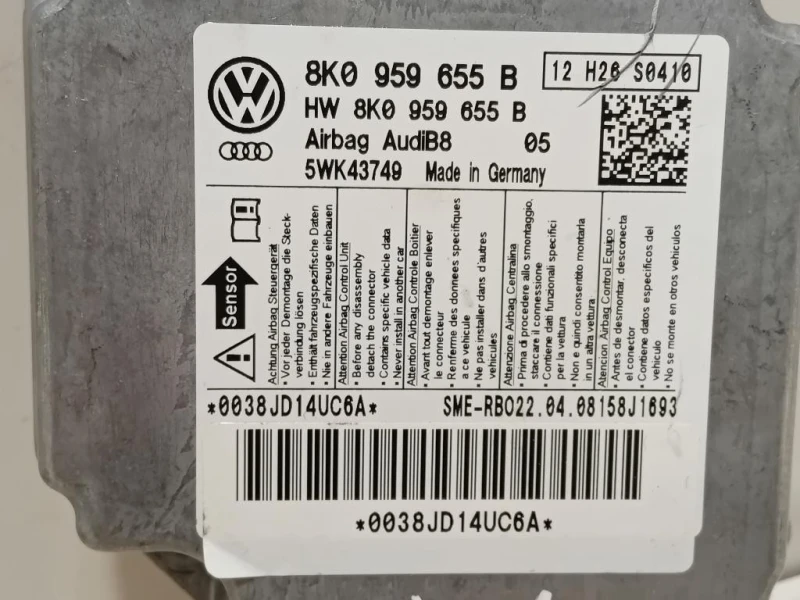 8K0 959 655 B
12 H26 S0410
HW 8K0 959 655 B
Airbag AudiB8 05
5WK43749 Made in Germany
Sensor
Achtung Airbag Steuergerät
• Vor jeder Demontage die Steck-
verbindung lösen
• Enthält fahrzeugspezifische Daten
• Nie in andere Fahrzeuge einbauen
Attention Airbag Control Unit
• Before any disassembly
detach the connector
• Contains specific vehicle data
• Never install in another car
Attention Airbag Controle Boitier
• Avant tout demontage enlever
le connecteur
• Renferme des donnees specifiques
a ce vehicule
• Ne pas installer dans d'autres
vehicules
Attenzione Airbag Centralina
• Prima di procedere allo smontaggio,
staccare il connessione
• Contiene dati funzionali specifici
per la vettura
• Non e quindi consentito montarla
in un altra vettura
Atencion Airbag Control Equipo
• Antes de desmontar, desconecta
el conector
• Contiene datos especificos del
vehiculo
• No se monte en otros vehiculos
*0038JD14UC6A* SME-RBO22.04.08158J1693
*0038JD14UC6A*